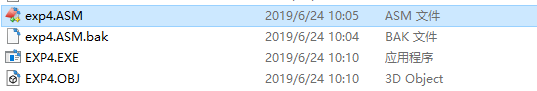 exp4.ASM 2019/6/24 10:05 ASM 文件
exp4.ASM.bak 2019/6/24 10:04 BAK 文件
EXP4.EXE 2019/6/24 10:10 应用程序
EXP4.OBJ 2019/6/24 10:10 3D Object